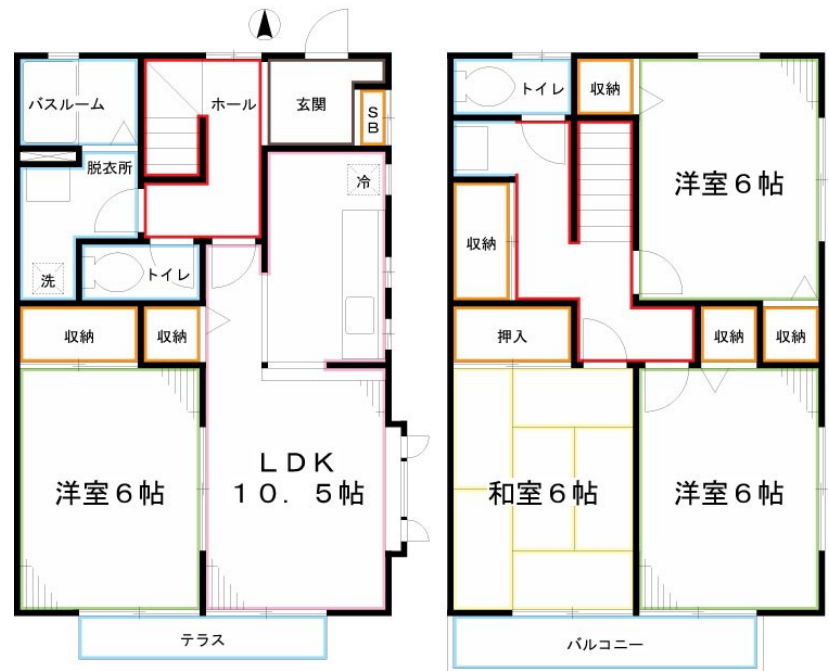 バスルーム
ホール
玄関
SB
脱衣所
冷
洗
トイレ
収納
収納
洋室6帖
LDK
10.5帖
テラス
トイレ
収納
洋室6帖
収納
押入
収納
収納
和室6帖
洋室6帖
バルコニー